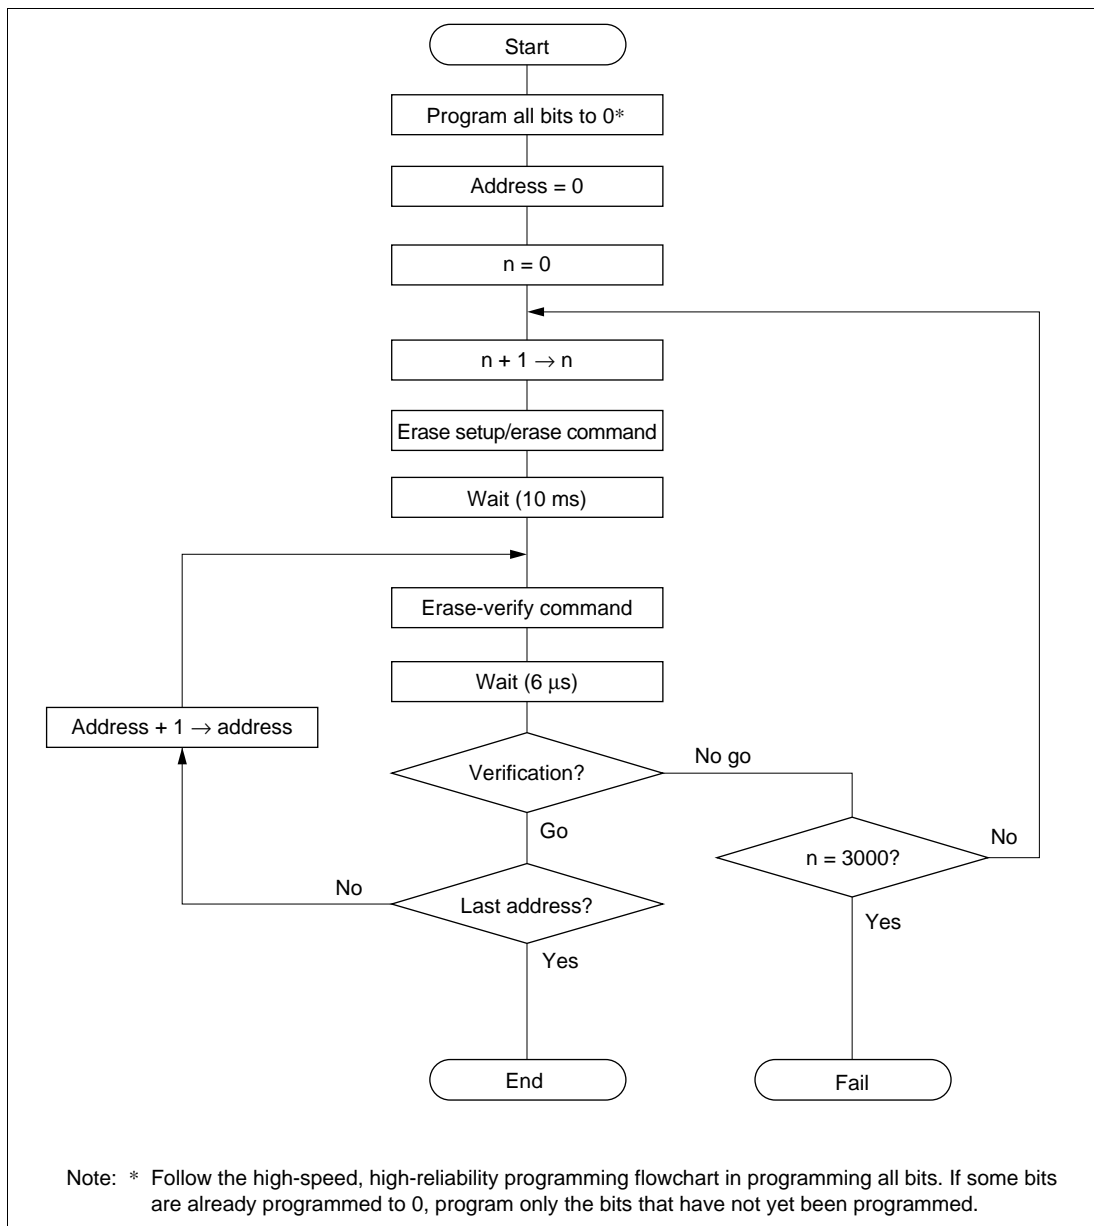 Start
Program all bits to 0*
Address = 0
n = 0
n + 1 → n
Erase setup/erase command
Wait (10 ms)
Erase-verify command
Wait (6 µs)
Address + 1 → address
Verification?
No go
Go
n = 3000?
No
No
Last address?
Yes
Yes
End
Fail
Note: * Follow the high-speed, high-reliability programming flowchart in programming all bits. If some bits
are already programmed to 0, program only the bits that have not yet been programmed.